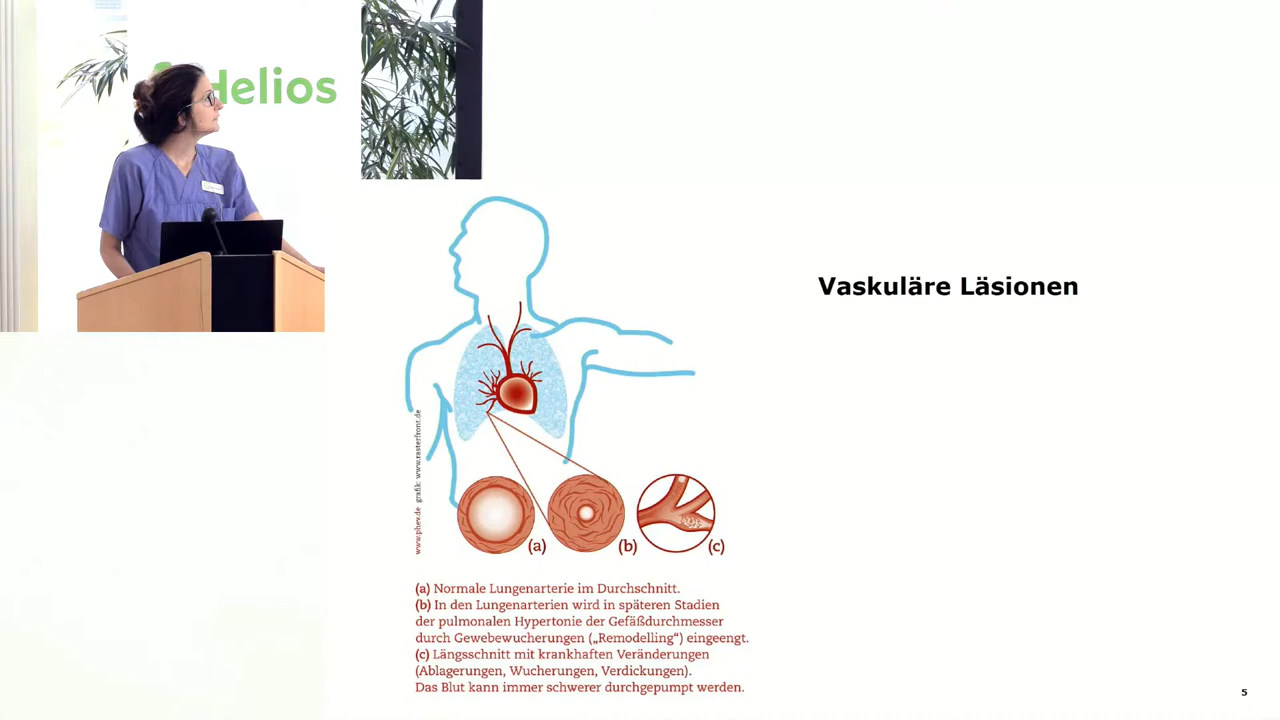 Helios
Vaskuläre Läsionen
www.phev.de grafik: www.rasterfront.de
(a)
(b)
(c)
(a) Normale Lungenarterie im Durchschnitt.
(b) In den Lungenarterien wird in späteren Stadien
der pulmonalen Hypertonie der Gefäßdurchmesser
durch Gewebewucherungen („Remodelling“) eingeengt.
(c) Längsschnitt mit krankhaften Veränderungen
(Ablagerungen, Wucherungen, Verdickungen).
Das Blut kann immer schwerer durchgepumpt werden.
5